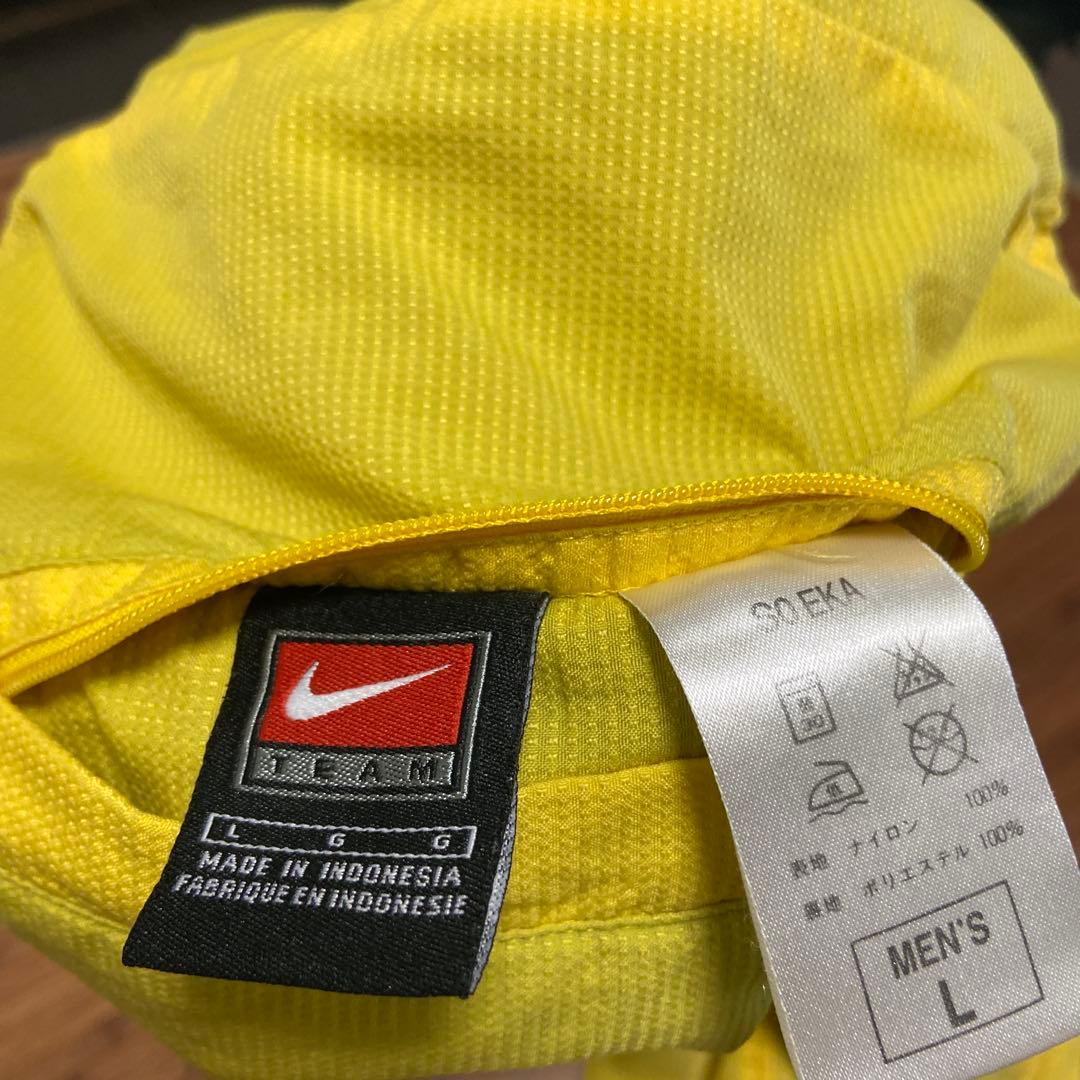 TEAM
L G G
MADE IN INDONESIA
FABRIQUE EN INDONESIE
SO.EKA
低
表地 ナイロン 100%
裏地 ポリエステル 100%
MEN'S
L